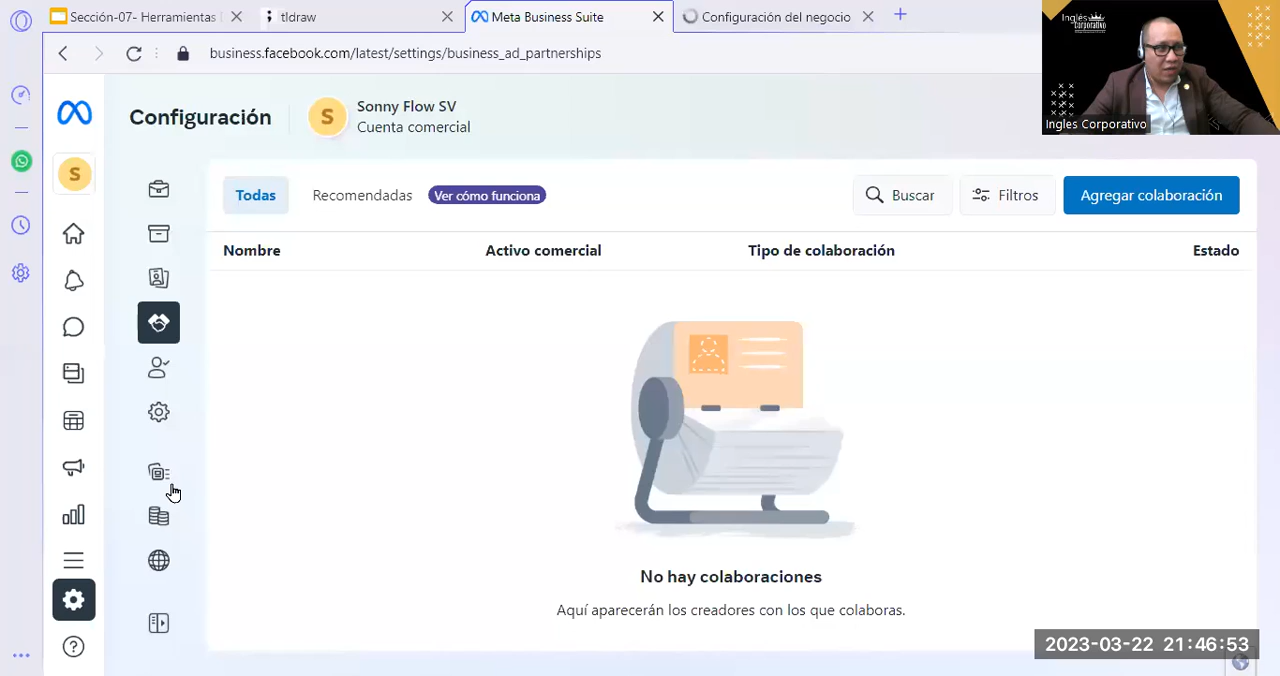 Sección-07- Herramientas
tldraw
Meta Business Suite
Configuración del negocio
business.facebook.com/latest/settings/business_ad_partnerships
Inglés
Corporativo
Ingles Corporativo
Configuración
S
Sonny Flow SV
Cuenta comercial
S
Todas
Recomendadas
Ver cómo funciona
Buscar
Filtros
Agregar colaboración
Nombre
Activo comercial
Tipo de colaboración
Estado
No hay colaboraciones
Aquí aparecerán los creadores con los que colaboras.
2023-03-22 21:46:53